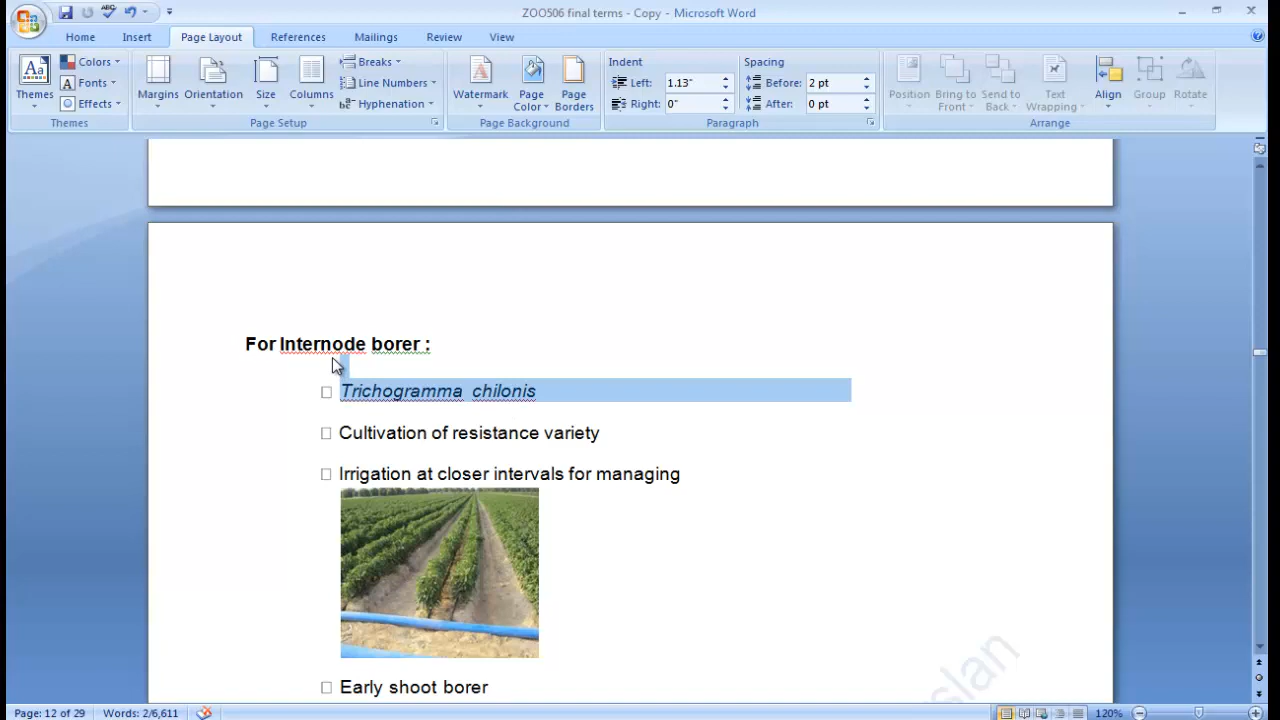 ZOO506 final terms - Copy - Microsoft Word
Home Insert Page Layout References Mailings Review View
Themes Colors Fonts Effects Themes
Margins Orientation Size Columns Breaks Line Numbers Hyphenation Page Setup
Watermark Page Color Page Borders Page Background
Indent Left: 1.13" Right: 0" Spacing Before: 2 pt After: 0 pt Paragraph
Position Bring to Front Send to Back Text Wrapping Align Group Rotate Arrange
For Internode borer :
Trichogramma chilonis
Cultivation of resistance variety
Irrigation at closer intervals for managing
Early shoot borer
slan
Page: 12 of 29 Words: 2/6,611 120%